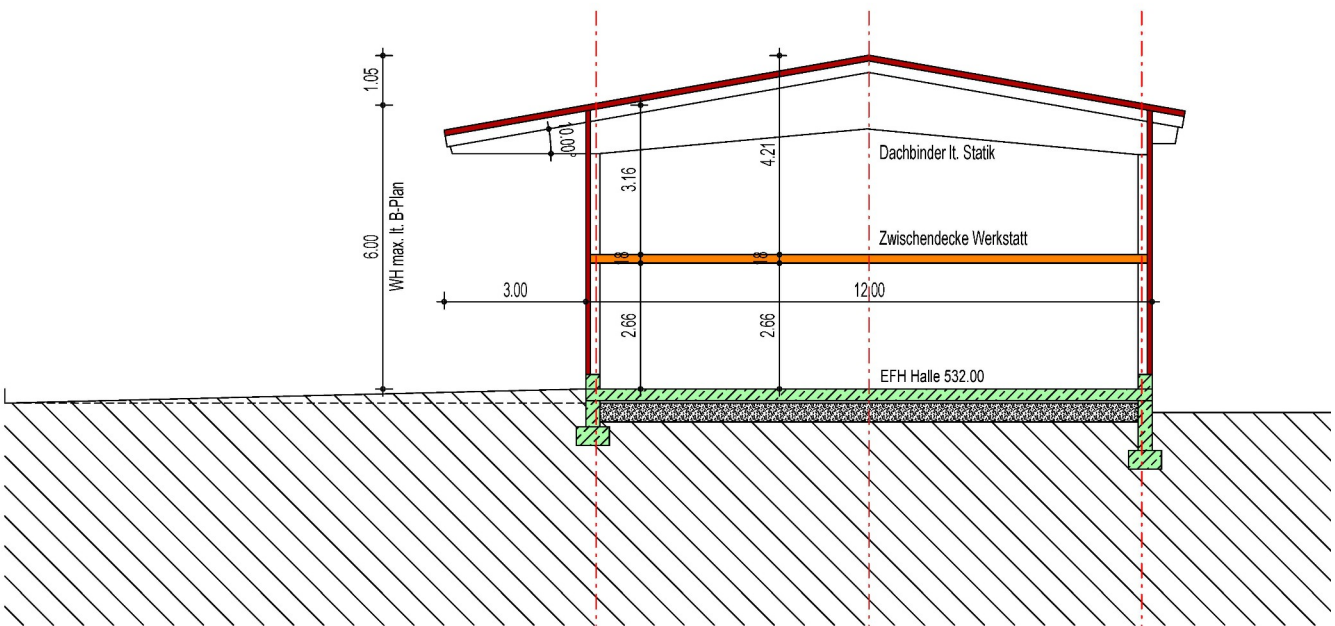 1.05
10.00°
4.21
Dachbinder lt. Statik
3.16
6.00
WH max. lt. B-Plan
Zwischendecke Werkstatt
18
18
3.00
12.00
2.66
2.66
EFH Halle 532.00